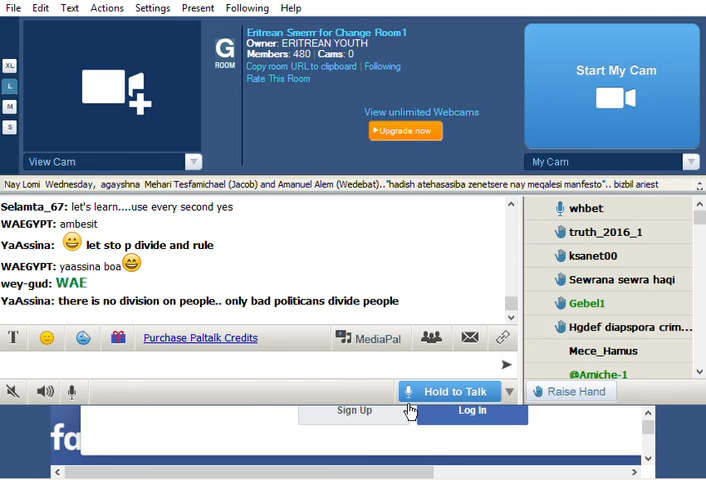 File Edit Text Actions Settings Present Following Help
XL
L
M
S
View Cam
G
ROOM
Eritrean Smerrr for Change Room1
Owner: ERITREAN YOUTH
Members: 480 | Cams: 0
Copy room URL to clipboard | Following
Rate This Room
View unlimited Webcams
Upgrade now
Start My Cam
My Cam
Nay Lomi Wednesday, agayshna Mehari Tesfamichael (Jacob) and Amanuel Alem (Wedebat).."hadish atehasasiba zenetsere nay meqalesi manfesto".. bizbil ariest
Selamta_67: let's learn....use every second yes
WAEGYPT: ambesit
YaAssina: let sto p divide and rule
WAEGYPT: yaassina boa
wey-gud: WAE
YaAssina: there is no division on people.. only bad politicans divide people
T
Purchase Paltalk Credits
MediaPal
Hold to Talk
whbet
truth_2016_1
ksanet00
Sewrana sewra haqi
Gebel1
Hgdef diapspora crim...
Mece_Hamus
@Amiche-1
Raise Hand
fa
Sign Up
Log In